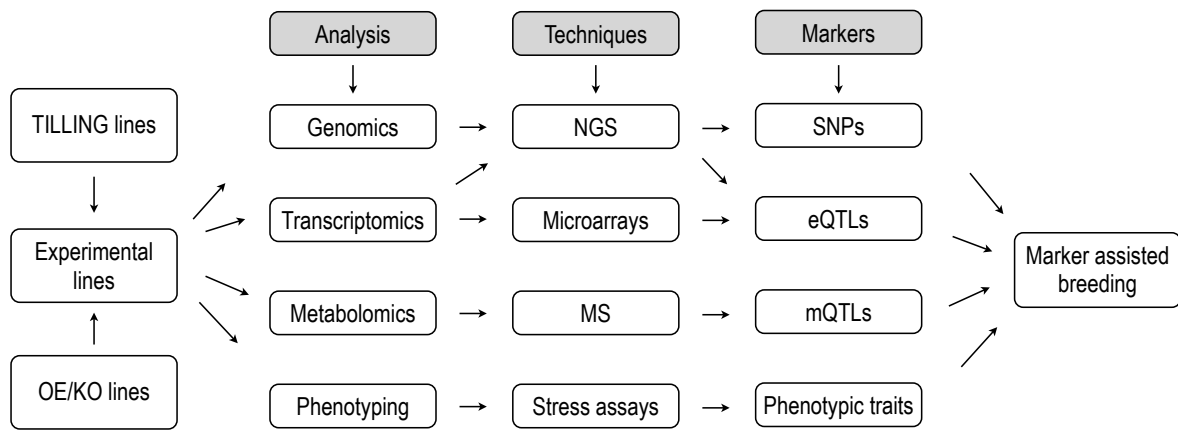 Analysis
Techniques
Markers
TILLING lines
Genomics
NGS
SNPs
Experimental
lines
Transcriptomics
Microarrays
eQTLs
Marker assisted
breeding
Metabolomics
MS
mQTLs
OE/KO lines
Phenotyping
Stress assays
Phenotypic traits